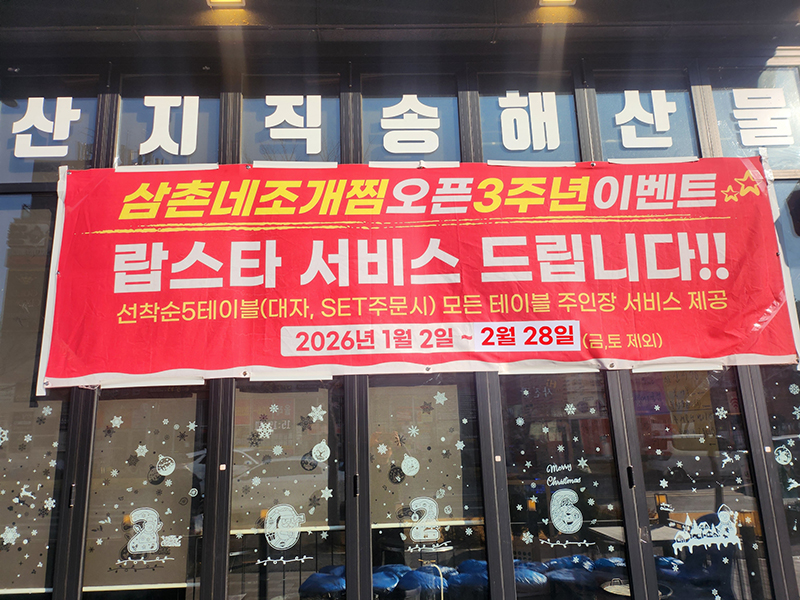 산지직송해산물
삼촌네조개찜오픈3주년이벤트
랍스타 서비스 드립니다!!
선착순5테이블(대자, SET주문시) 모든 테이블 주인장 서비스 제공
2026년 1월 2일 ~ 2월 28일 (금,토 제외)
Merry
Christmas
2 0 2 6